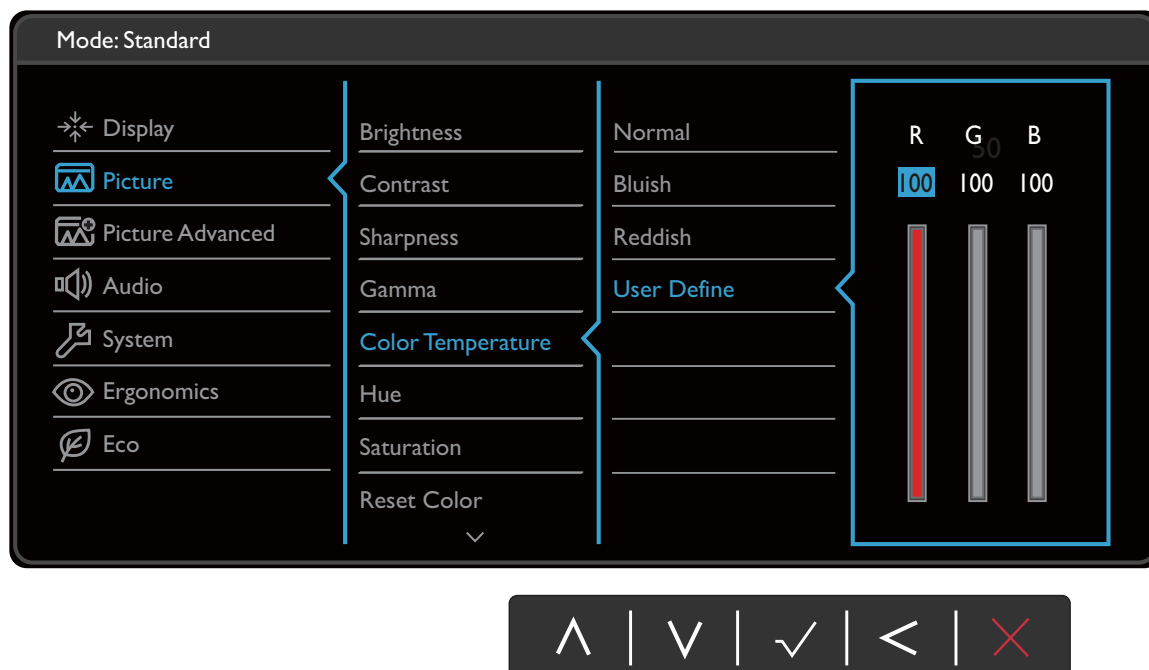 Mode: Standard
Display
Picture
Picture Advanced
Audio
System
Ergonomics
Eco
Brightness
Contrast
Sharpness
Gamma
Color Temperature
Hue
Saturation
Reset Color
Normal
Bluish
Reddish
User Define
R G B
50
100 100 100